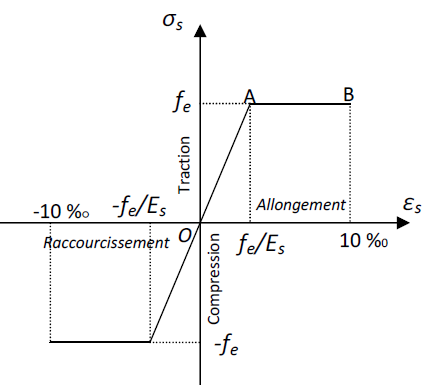 σs
fe
A
B
Traction
-10 ‰
-fe/Es
Allongement
εs
Raccourcissement
O
fe/Es
10 ‰
Compression
-fe